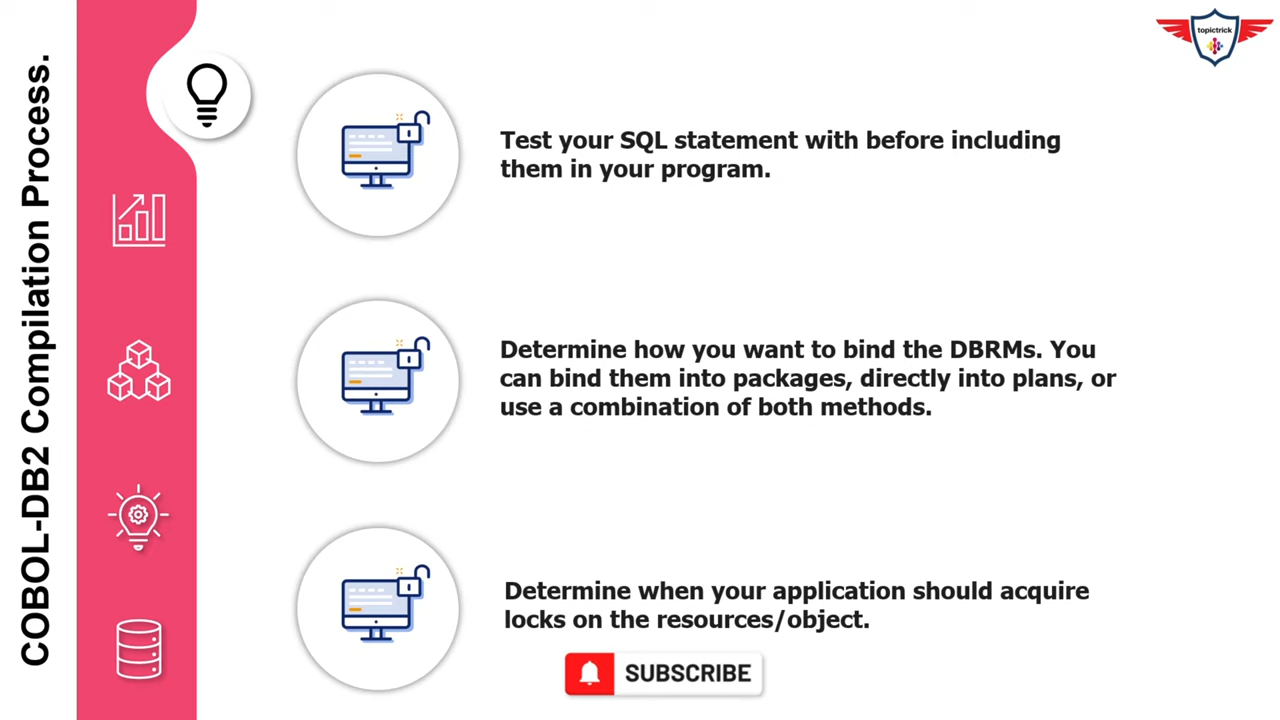 COBOL-DB2 Compilation Process.
topictrick
Test your SQL statement with before including
them in your program.
Determine how you want to bind the DBRMs. You
can bind them into packages, directly into plans, or
use a combination of both methods.
Determine when your application should acquire
locks on the resources/object.
SUBSCRIBE